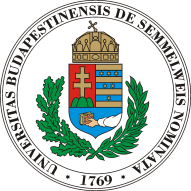 UNIVERSITAS BUDAPESTINENSIS DE SEMMELWEIS NOMINATA
· 1769 ·